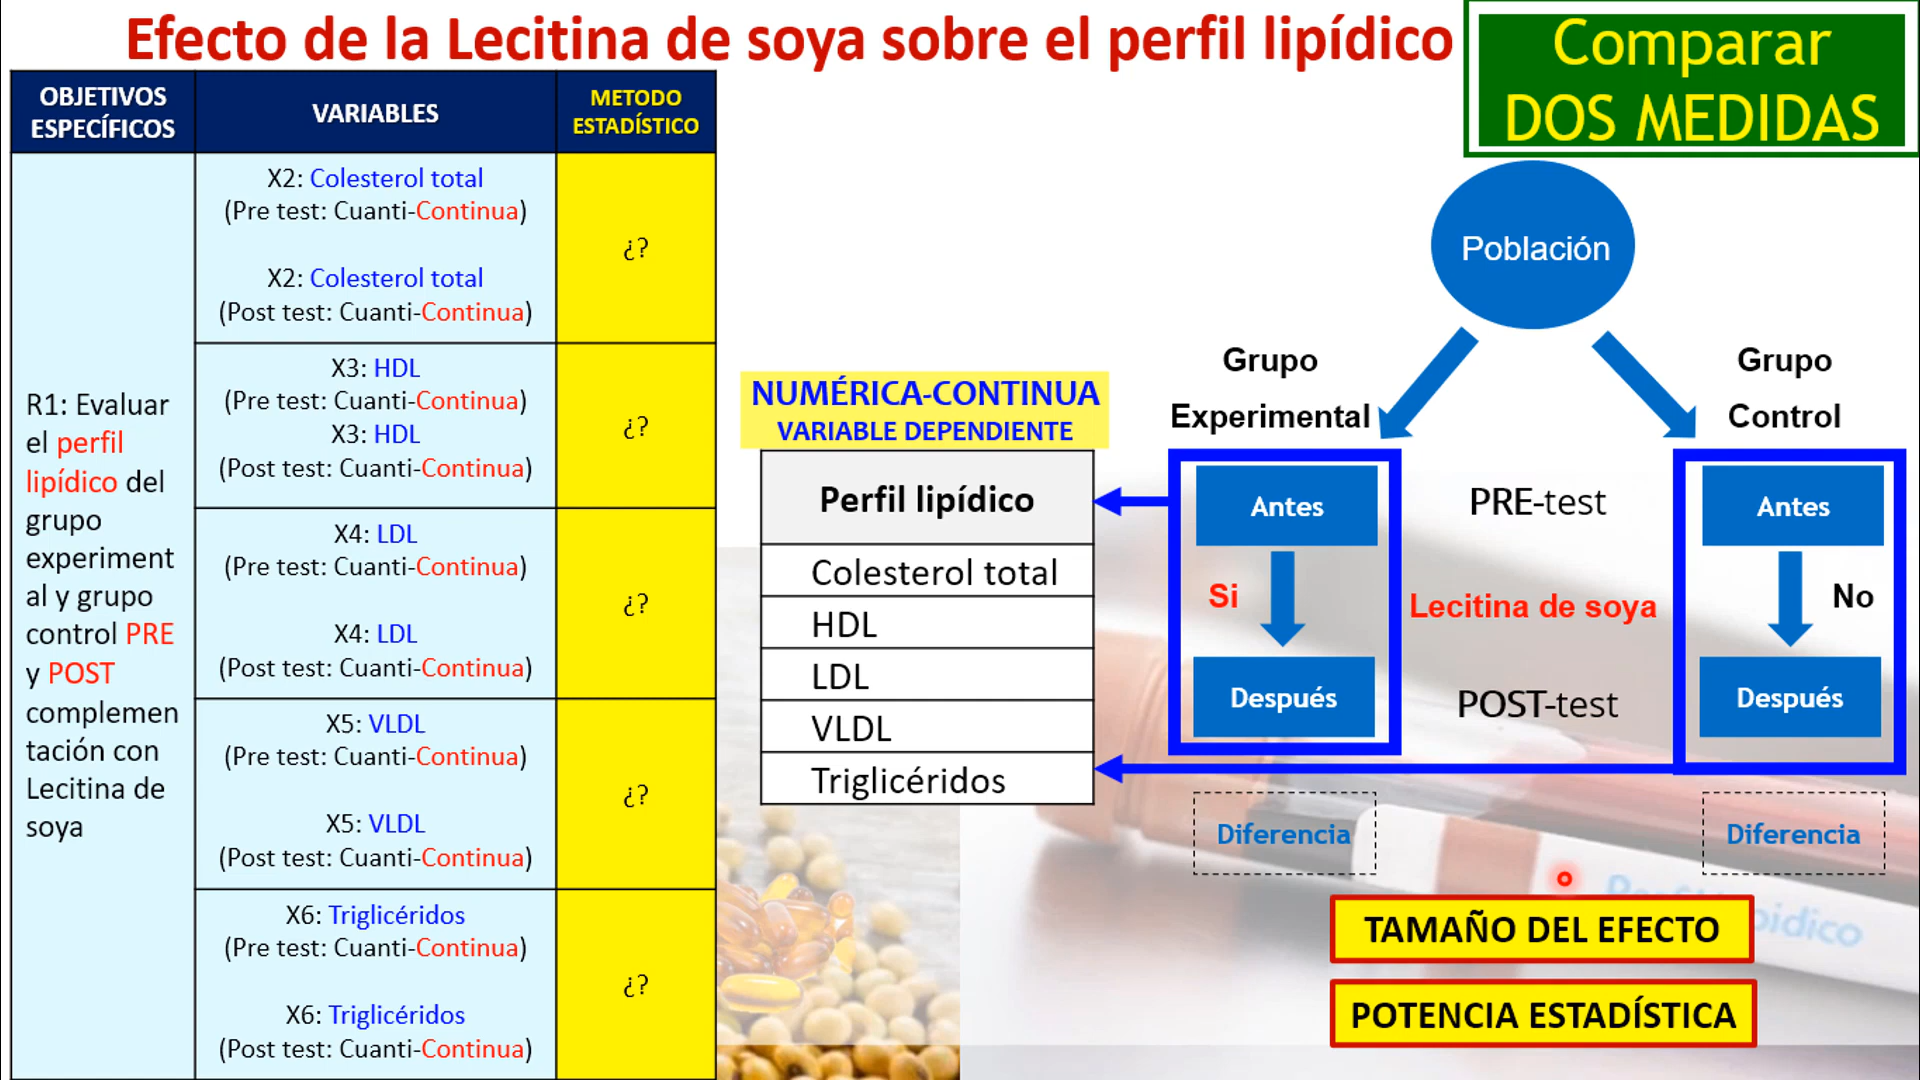 Efecto de la Lecitina de soya sobre el perfil lipídico
Comparar
DOS MEDIDAS
OBJETIVOS
ESPECÍFICOS
VARIABLES
METODO
ESTADÍSTICO
R1: Evaluar
el perfil
lipídico del
grupo
experiment
al y grupo
control PRE
y POST
complemen
tación con
Lecitina de
soya
X2: Colesterol total
(Pre test: Cuanti-Continua)
X2: Colesterol total
(Post test: Cuanti-Continua)
¿?
X3: HDL
(Pre test: Cuanti-Continua)
X3: HDL
(Post test: Cuanti-Continua)
¿?
X4: LDL
(Pre test: Cuanti-Continua)
X4: LDL
(Post test: Cuanti-Continua)
¿?
X5: VLDL
(Pre test: Cuanti-Continua)
X5: VLDL
(Post test: Cuanti-Continua)
¿?
X6: Triglicéridos
(Pre test: Cuanti-Continua)
X6: Triglicéridos
(Post test: Cuanti-Continua)
¿?
NUMÉRICA-CONTINUA
VARIABLE DEPENDIENTE
Perfil lipídico
Colesterol total
HDL
LDL
VLDL
Triglicéridos
Población
Grupo
Experimental
Grupo
Control
Antes
PRE-test
Antes
Si
Lecitina de soya
No
Después
POST-test
Después
Diferencia
Diferencia
TAMAÑO DEL EFECTO
POTENCIA ESTADÍSTICA